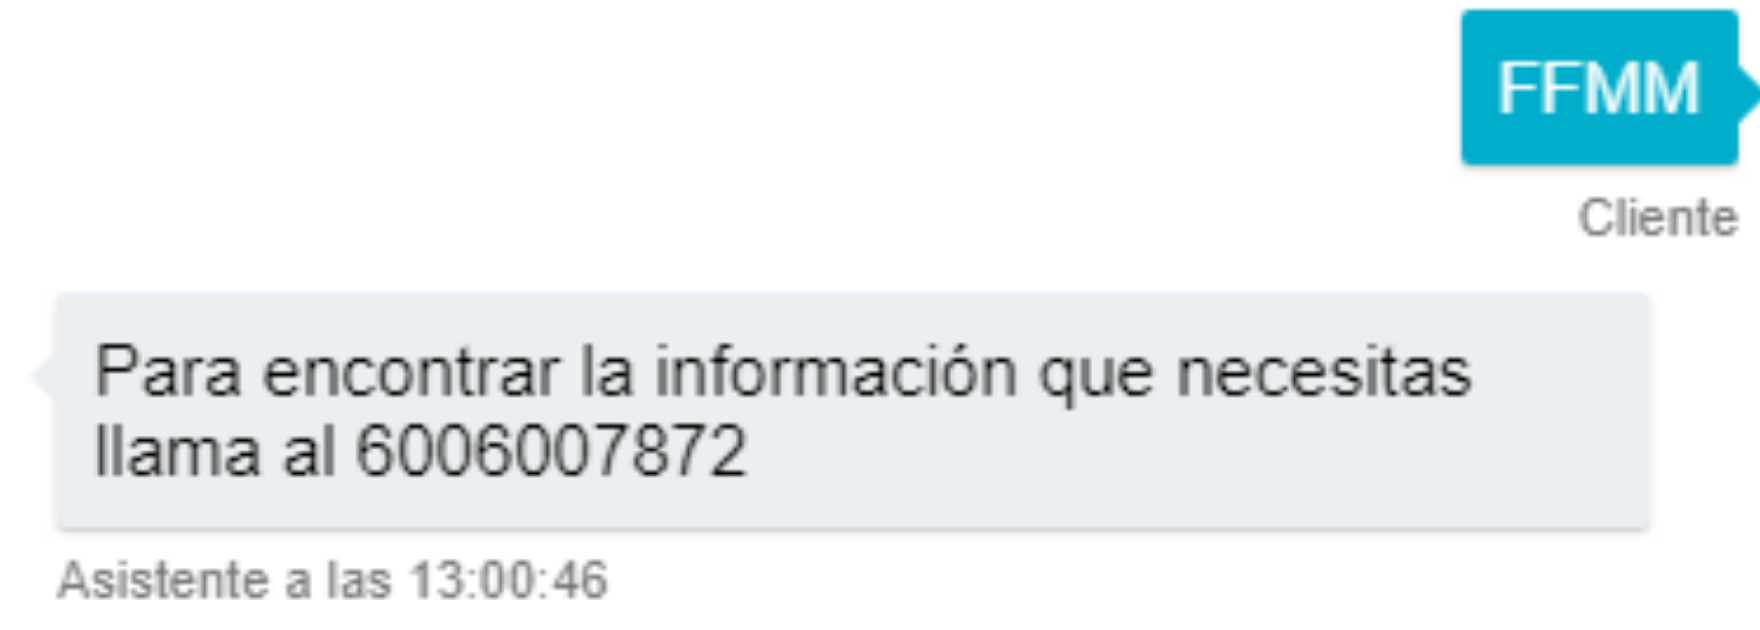 FFMM
Cliente
Para encontrar la información que necesitas
llama al 6006007872
Asistente a las 13:00:46